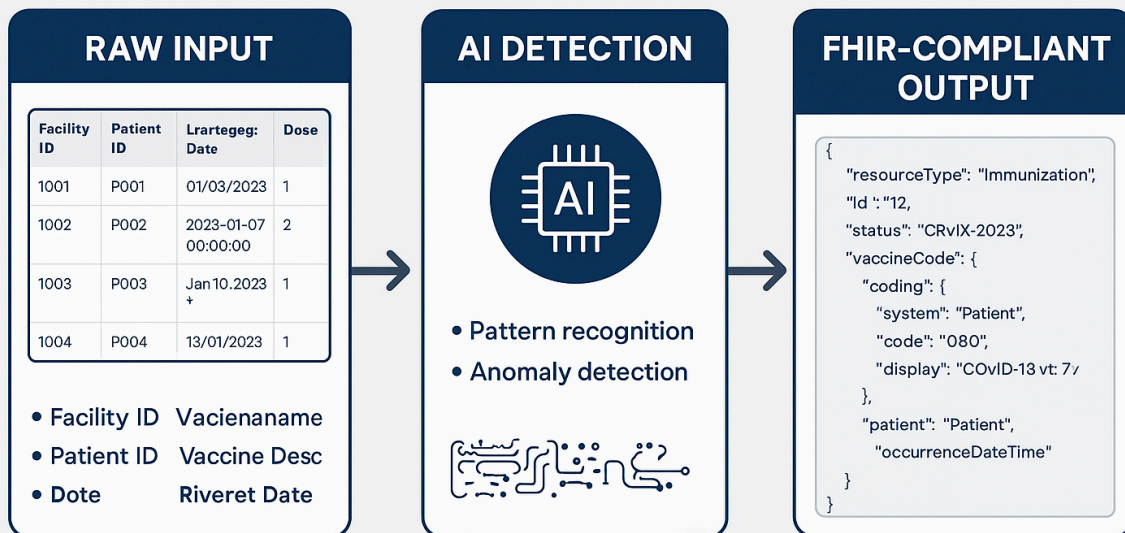 RAW INPUT
Facility ID Patient ID Lrartegeg: Date Dose
1001 P001 01/03/2023 1
1002 P002 2023-01-07 00:00:00 2
1003 P003 Jan10.2023 + 1
1004 P004 13/01/2023 1
• Facility ID Vacienaname
• Patient ID Vaccine Desc
• Dote Riveret Date
AI DETECTION
AI
• Pattern recognition
• Anomaly detection
FHIR-COMPLIANT
OUTPUT
{
"resourceType": "Immunization",
"Id ': "12,
"status": "CRvIX-2023",
"vaccineCode": {
"coding": {
"system": "Patient",
"code": "080",
"display": "COvID-13 vt: 7v
},
"patient": "Patient",
"occurrenceDateTime"
}
}